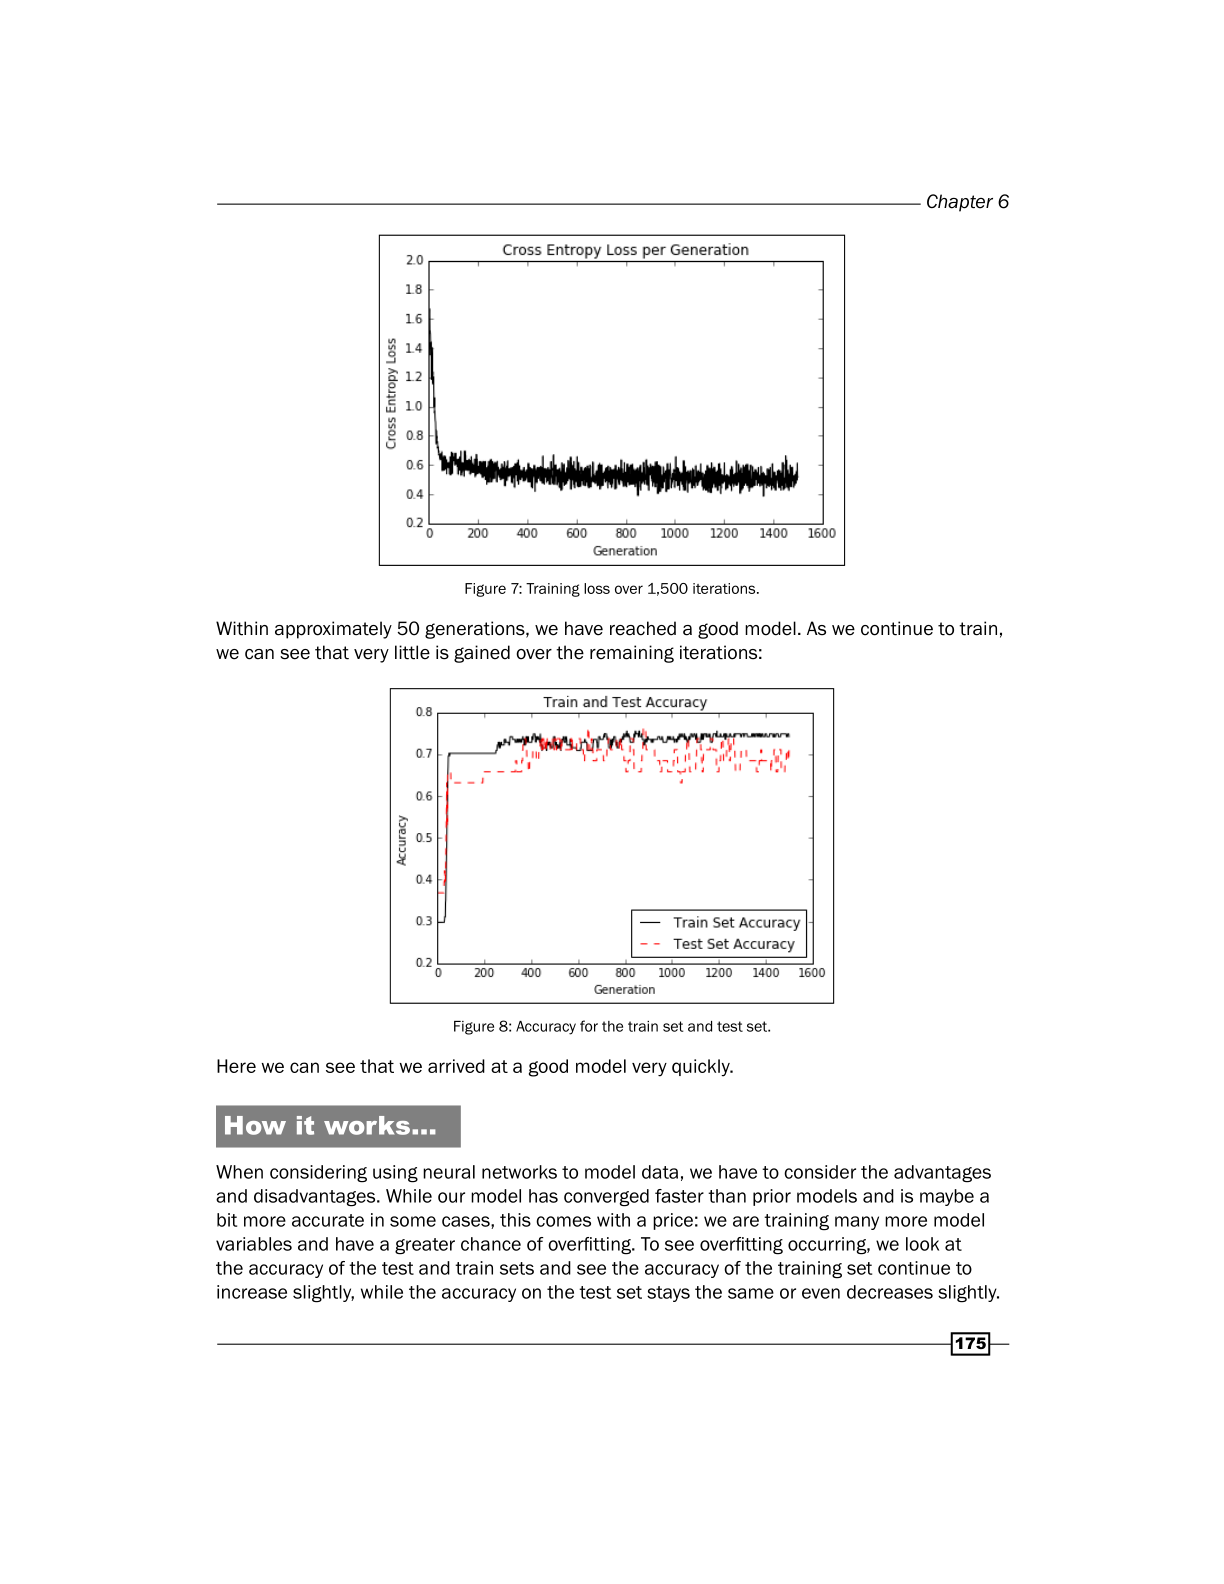 Chapter 6
Cross Entropy Loss per Generation
2.0
1.8
1.6
1.4
1.2
1.0
0.8
0.6
0.4
0.2
Cross Entropy Loss
0 200 400 600 800 1000 1200 1400 1600
Generation
Figure 7: Training loss over 1,500 iterations.
Within approximately 50 generations, we have reached a good model. As we continue to train,
we can see that very little is gained over the remaining iterations:
Train and Test Accuracy
0.8
0.7
0.6
0.5
0.4
0.3
0.2
Accuracy
Train Set Accuracy
Test Set Accuracy
0 200 400 600 800 1000 1200 1400 1600
Generation
Figure 8: Accuracy for the train set and test set.
Here we can see that we arrived at a good model very quickly.
How it works...
When considering using neural networks to model data, we have to consider the advantages
and disadvantages. While our model has converged faster than prior models and is maybe a
bit more accurate in some cases, this comes with a price: we are training many more model
variables and have a greater chance of overfitting. To see overfitting occurring, we look at
the accuracy of the test and train sets and see the accuracy of the training set continue to
increase slightly, while the accuracy on the test set stays the same or even decreases slightly.
175